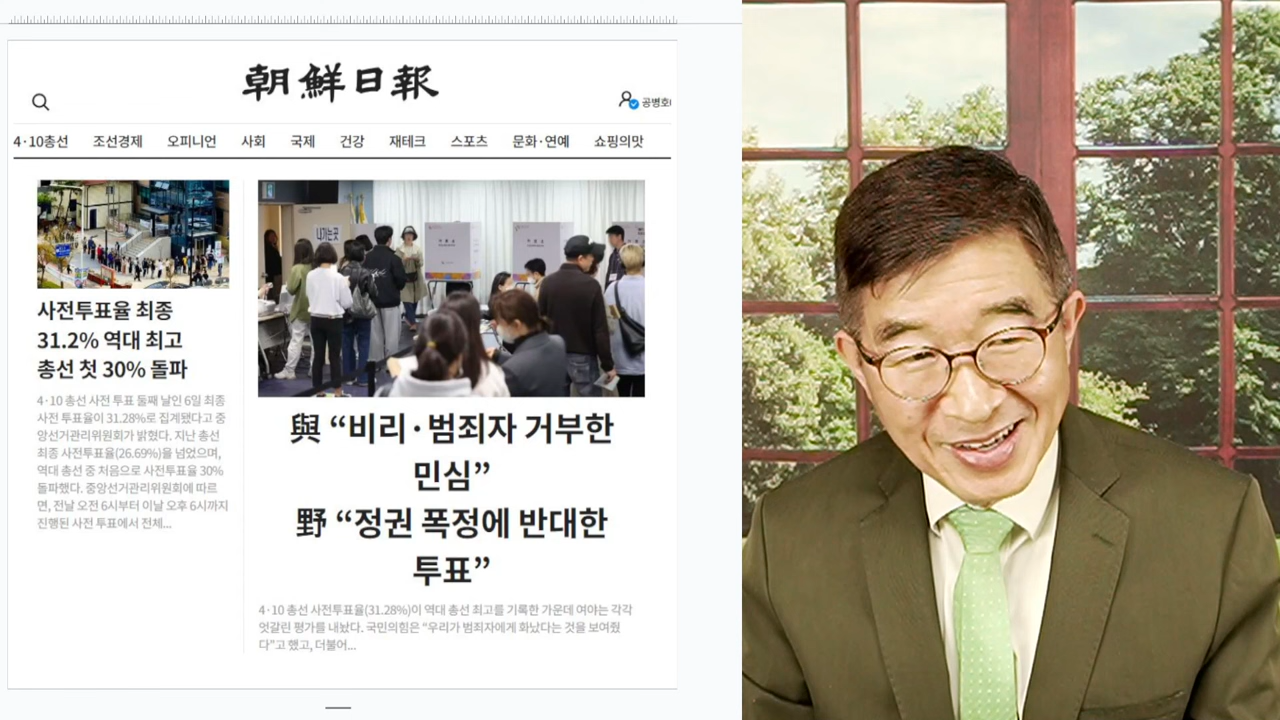 朝鮮日報
공병호
4·10총선 조선경제 오피니언 사회 국제 건강 재테크 스포츠 문화·연예 쇼핑의맛
사전투표율 최종
31.2% 역대 최고
총선 첫 30% 돌파
4·10 총선 사전 투표 둘째 날인 6일 최종
사전 투표율이 31.28%로 집계됐다고 중
앙선거관리위원회가 밝혔다. 지난 총선
최종 사전투표율(26.69%)을 넘었으며,
역대 총선 중 처음으로 사전투표율 30%
돌파했다. 중앙선거관리위원회에 따르
면, 전날 오전 6시부터 이날 오후 6시까지
진행된 사전 투표에서 전체...
나가는곳
與 “비리·범죄자 거부한
민심”
野 “정권 폭정에 반대한
투표”
4·10 총선 사전투표율(31.28%)이 역대 총선 최고를 기록한 가운데 여야는 각각
엇갈린 평가를 내놨다. 국민의힘은 “우리가 범죄자에게 화났다는 것을 보여줬
다”고 했고, 더불어...